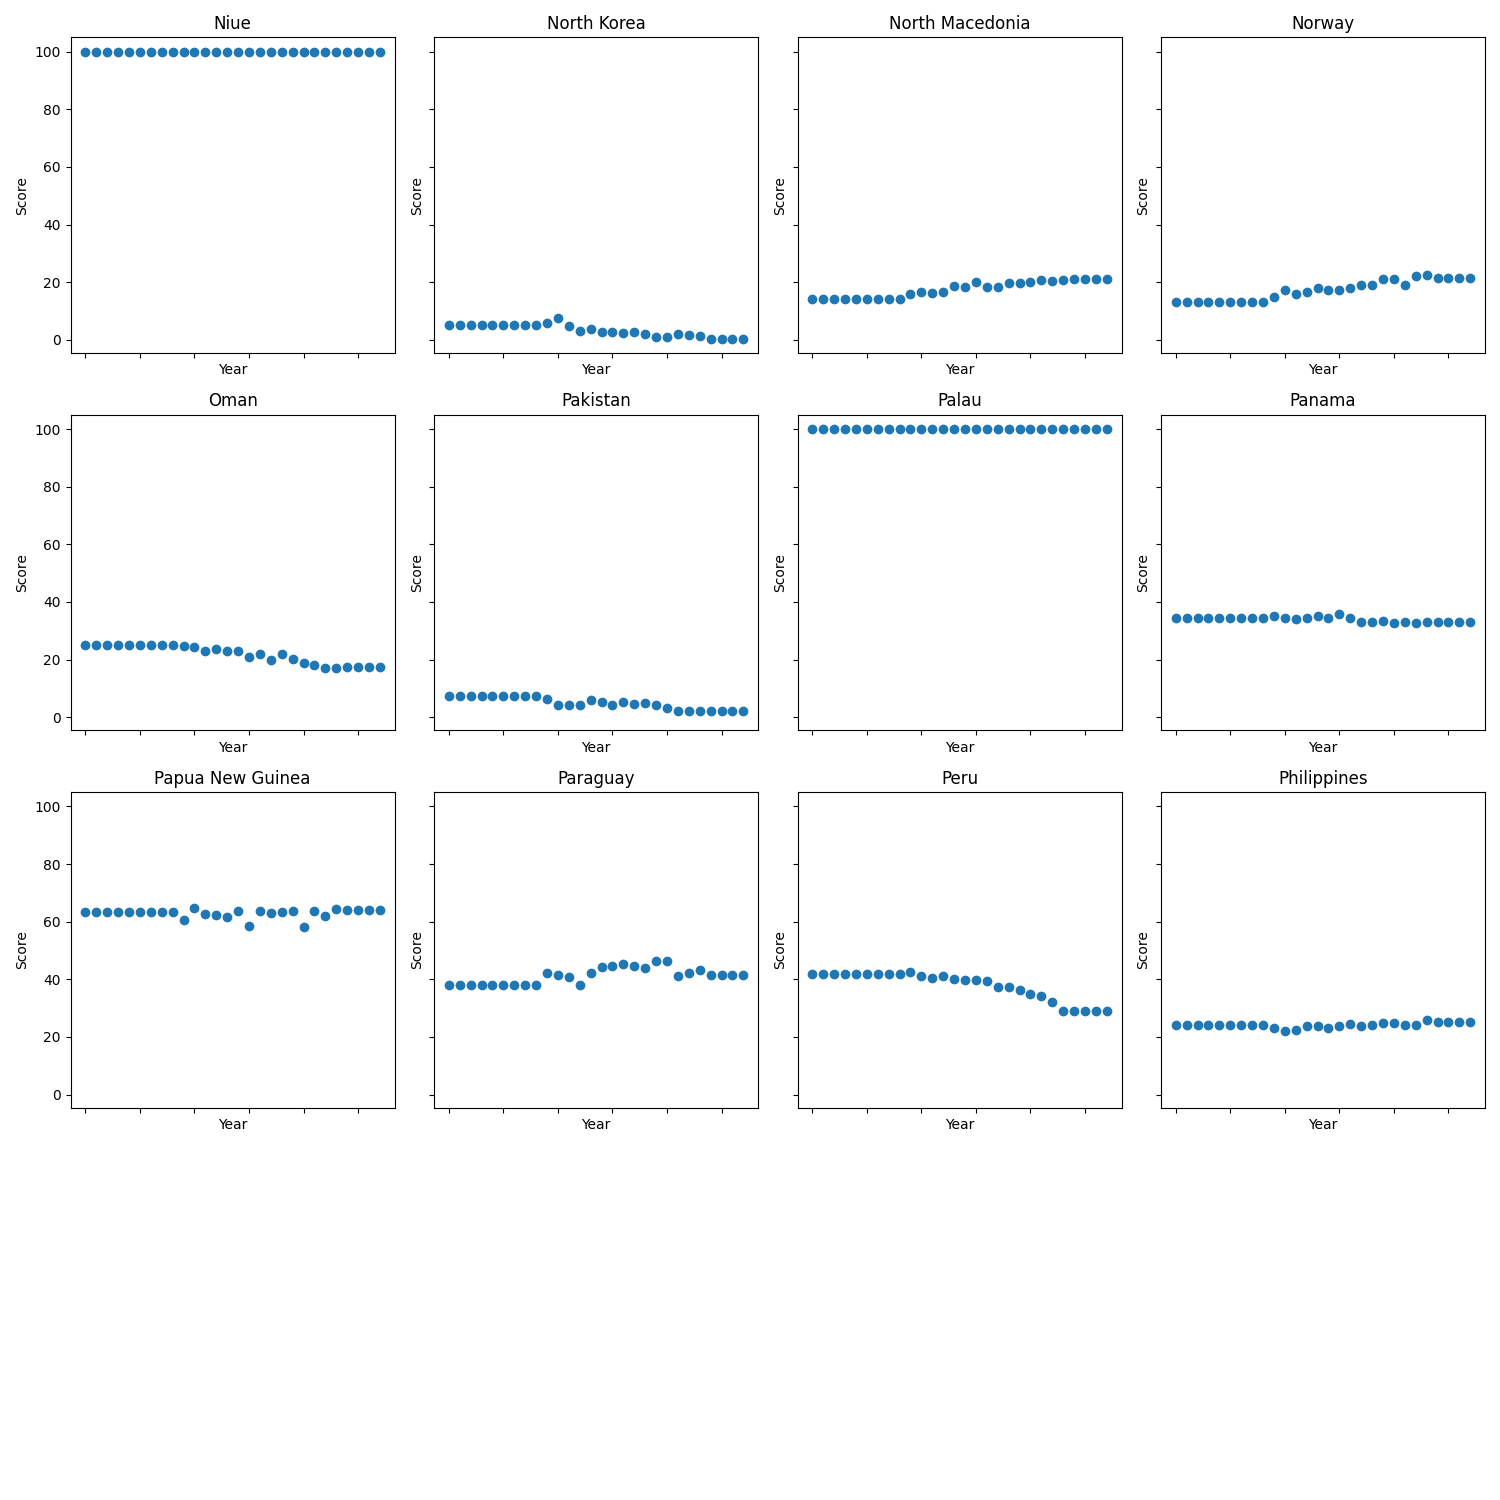 Niue North Korea North Macedonia Norway
100
80
60
40
20
0
Score Score Score Score
Year Year Year Year
Oman Pakistan Palau Panama
100
80
60
40
20
0
Score Score Score Score
Year Year Year Year
Papua New Guinea Paraguay Peru Philippines
100
80
60
40
20
0
Score Score Score Score
Year Year Year Year